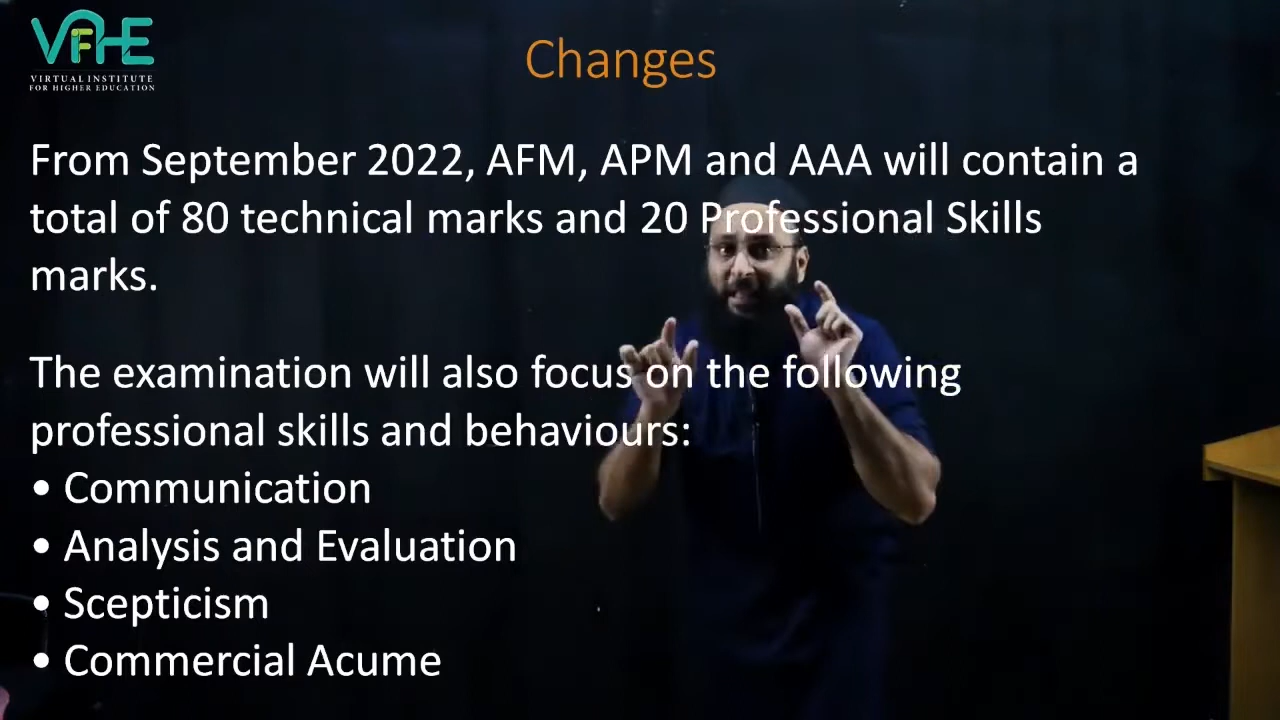 VIFHE
VIRTUAL INSTITUTE
FOR HIGHER EDUCATION
Changes
From September 2022, AFM, APM and AAA will contain a
total of 80 technical marks and 20 Professional Skills
marks.
The examination will also focus on the following
professional skills and behaviours:
• Communication
• Analysis and Evaluation
• Scepticism
• Commercial Acume